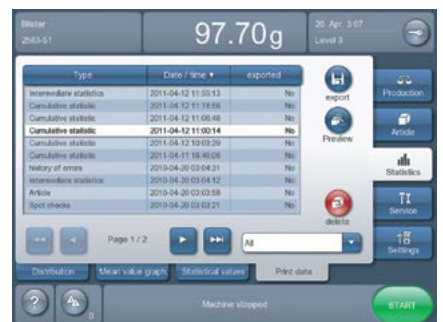 Blister
2563-51
97.70g
20. Apr. 3:07
Level 3
Type Date / time ▼ exported
Intermediate statistics 2011-04-12 11:55:13 No
Cumulative statistic 2011-04-12 11:18:59 No
Cumulative statistic 2011-04-12 11:06:48 No
Cumulative statistic 2011-04-12 11:00:14 No
Cumulative statistic 2011-04-12 10:03:29 No
Cumulative statistic 2011-04-11 16:46:06 No
history of errors 2010-04-20 03:04:31 No
Intermediate statistics 2010-04-20 03:04:12 No
Article 2010-04-20 03:03:58 No
Spot checks 2010-04-20 03:03:21 No
export
Preview
delete
Page 1 / 2
All
Distribution
Mean value graph
Statistical values
Print data
Production
Article
Statistics
Service
Settings
?
Machine stopped
START